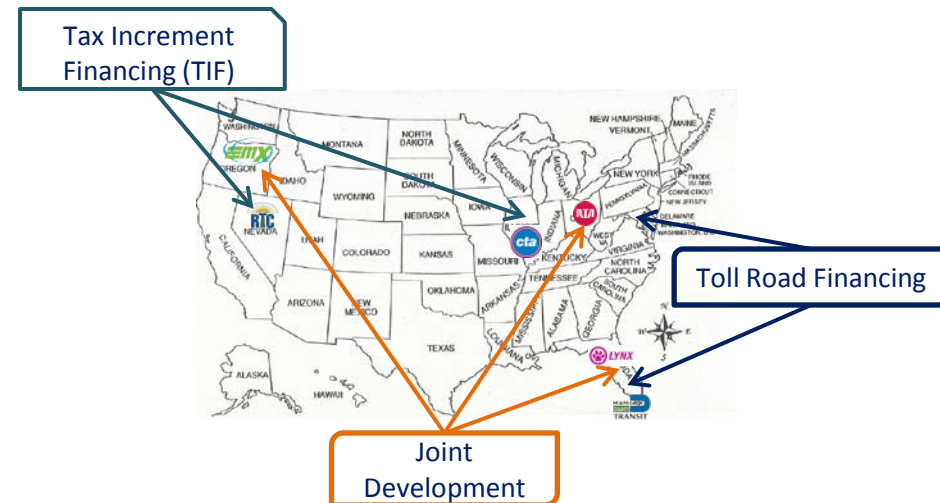 Tax Increment
Financing (TIF)
WASHINGTON
OREGON
emx
MONTANA
IDAHO
NORTH
DAKOTA
SOUTH
DAKOTA
MINNESOTA
WISCONSIN
MICHIGAN
NEW HAMPSHIRE
VERMONT
MAINE
MASSACHUSETTS
NEW YORK
RHODE
ISLAND
CONNECTICUT
NEW JERSEY
PENNSYLVANIA
DELAWARE
WYOMING
RTC
NEVADA
UTAH
CALIFORNIA
NEBRASKA
IOWA
INDIANA
RTA
cta
COLORADO
KANSAS
MISSOURI
KENTUCKY
WEST
VA
VIRGINIA
NORTH
CAROLINA
TENNESSEE
SOUTH
CAROLINA
ARIZONA
NEW
MEXICO
OKLAHOMA
ARKANSAS
MISSISSIPPI
ALABAMA
GEORGIA
LOUISIANA
TEXAS
ALASKA
HAWAII
N
W
E
S
LYNX
TRANSIT
Toll Road Financing
Joint
Development